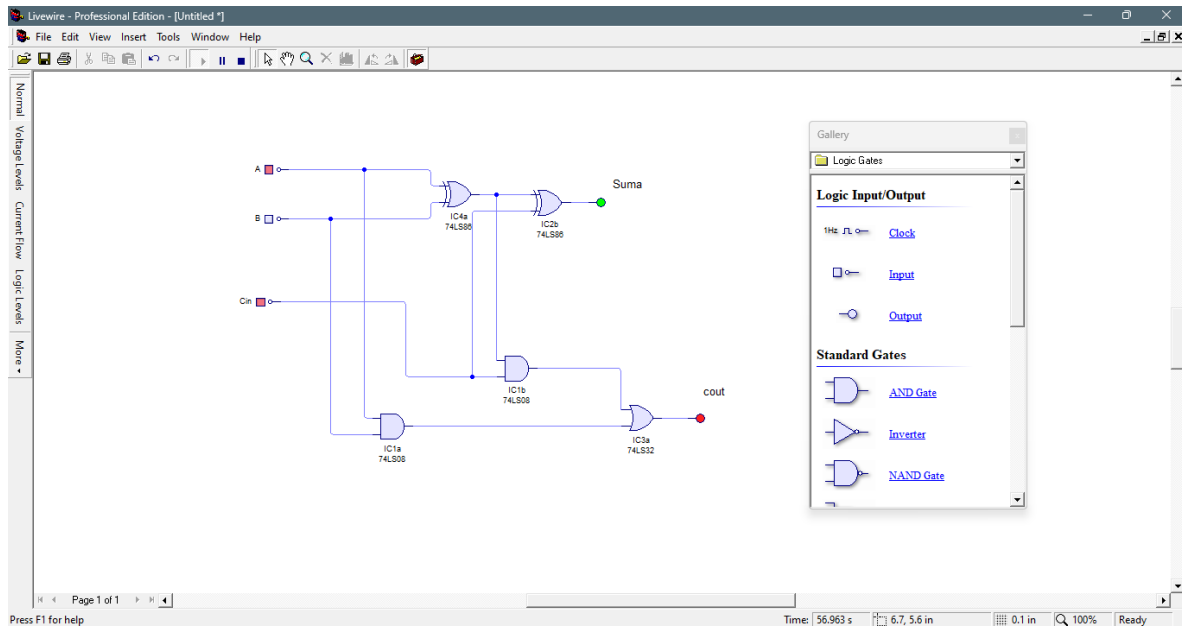 Livewire - Professional Edition - [Untitled *]
File Edit View Insert Tools Window Help
Normal
Voltage Levels
Current Flow
Logic Levels
More
A
B
Cin
IC4a
74LS86
IC2b
74LS86
Suma
IC1b
74LS08
IC1a
74LS08
IC3a
74LS32
cout
Gallery
Logic Gates
Logic Input/Output
1Hz
Clock
Input
Output
Standard Gates
AND Gate
Inverter
NAND Gate
Page 1 of 1
Press F1 for help
Time: 56.963 s 6.7, 5.6 in 0.1 in 100% Ready